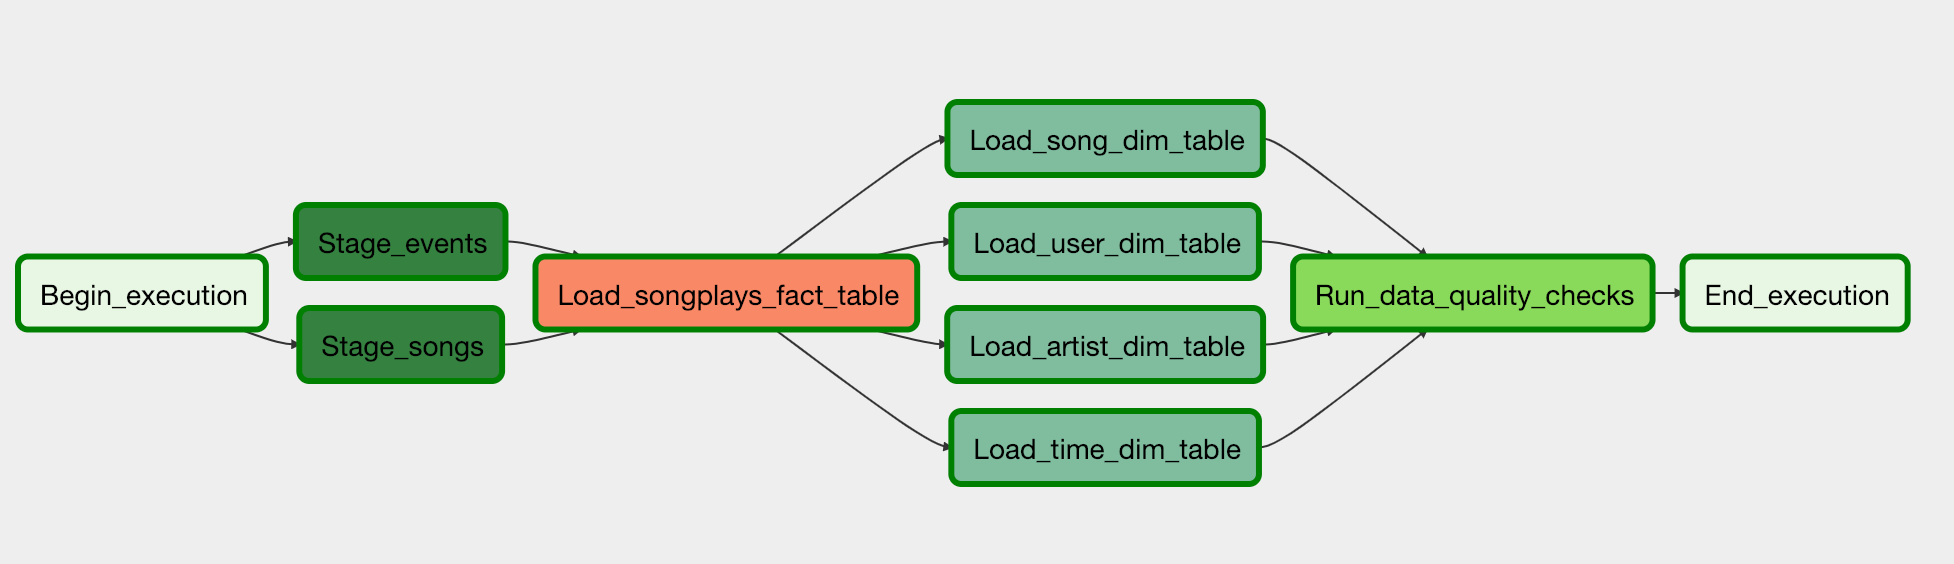 Begin_execution
Stage_events
Stage_songs
Load_songplays_fact_table
Load_song_dim_table
Load_user_dim_table
Load_artist_dim_table
Load_time_dim_table
Run_data_quality_checks
End_execution